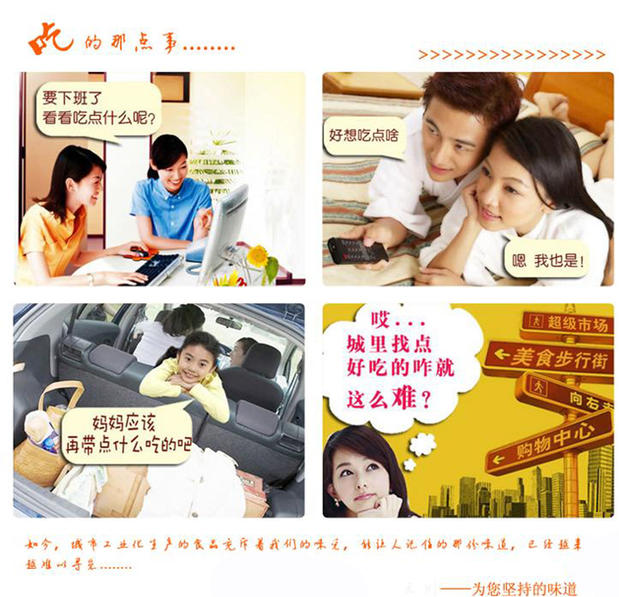 吃的那点事........
>>>>>>>>>>>>>>>>
要下班了
看看吃点什么呢?
好想吃点啥
嗯 我也是!
妈妈应该
再带点什么吃的吧
哎...
城里找点
好吃的咋就
这么难?
超级市场
美食步行街
向右
购物中心
如今，城市工业化生产的食品充斥着我们的味觉，能让人记住的那份味道，已经越来
越难以寻觅........
——为您坚持的味道